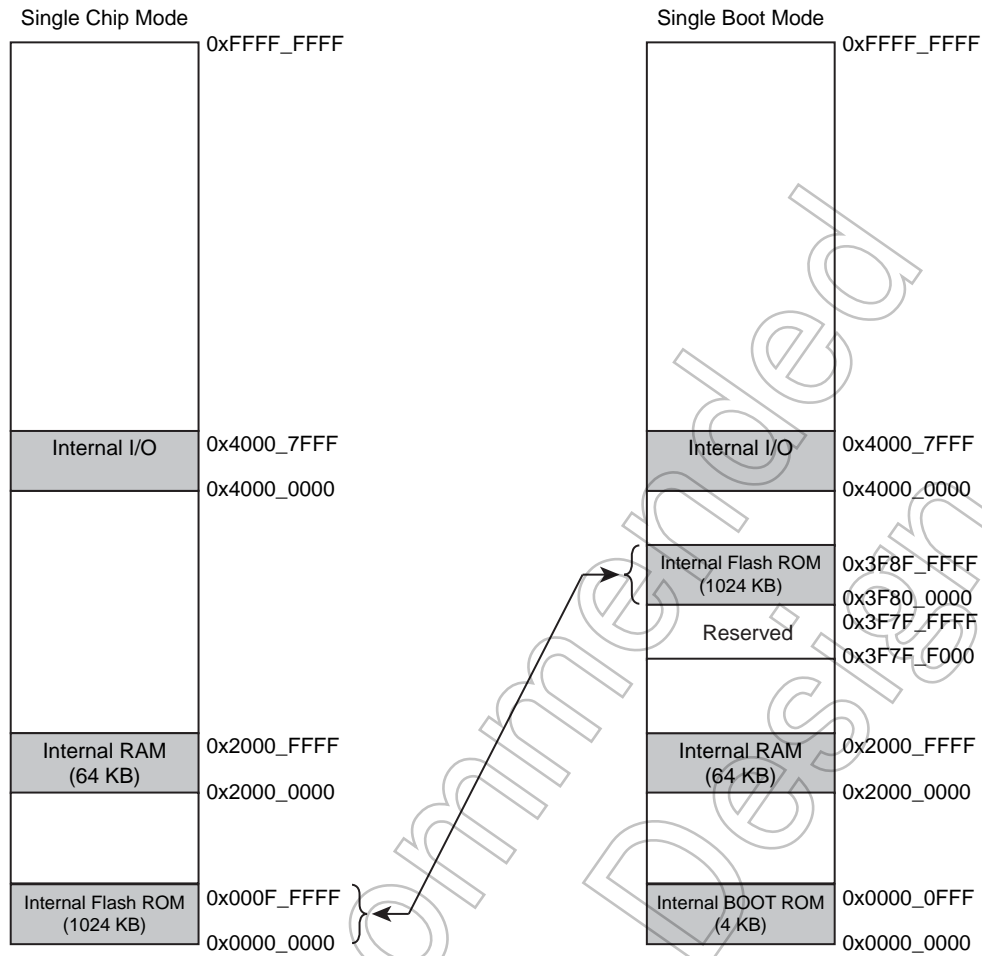 Single Chip Mode
0xFFFF_FFFF
Internal I/O
0x4000_7FFF
0x4000_0000
Internal RAM
(64 KB)
0x2000_FFFF
0x2000_0000
Internal Flash ROM
(1024 KB)
0x000F_FFFF
0x0000_0000
Single Boot Mode
0xFFFF_FFFF
Internal I/O
0x4000_7FFF
0x4000_0000
Internal Flash ROM
(1024 KB)
0x3F8F_FFFF
0x3F80_0000
Reserved
0x3F7F_FFFF
0x3F7F_F000
Internal RAM
(64 KB)
0x2000_FFFF
0x2000_0000
Internal BOOT ROM
(4 KB)
0x0000_0FFF
0x0000_0000
ommended
Design